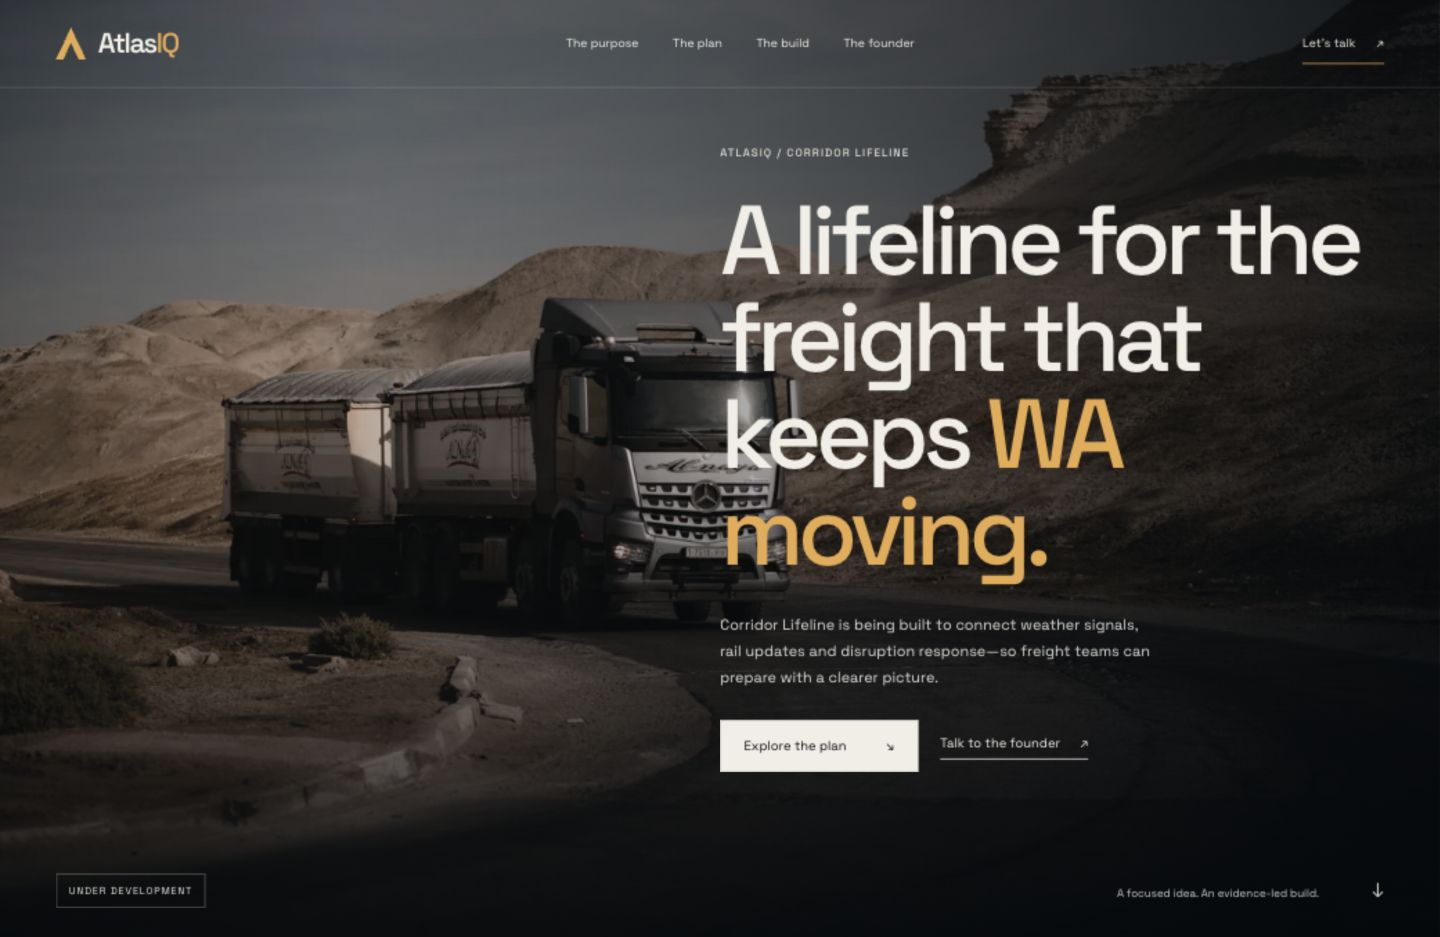 AtlasIQ
The purpose
The plan
The build
The founder
Let's talk ↗
ATLASIQ / CORRIDOR LIFELINE
A lifeline for the
freight that
keeps WA
moving.
Corridor Lifeline is being built to connect weather signals,
rail updates and disruption response—so freight teams can
prepare with a clearer picture.
Explore the plan ↘
Talk to the founder ↗
UNDER DEVELOPMENT
A focused idea. An evidence-led build. ↓